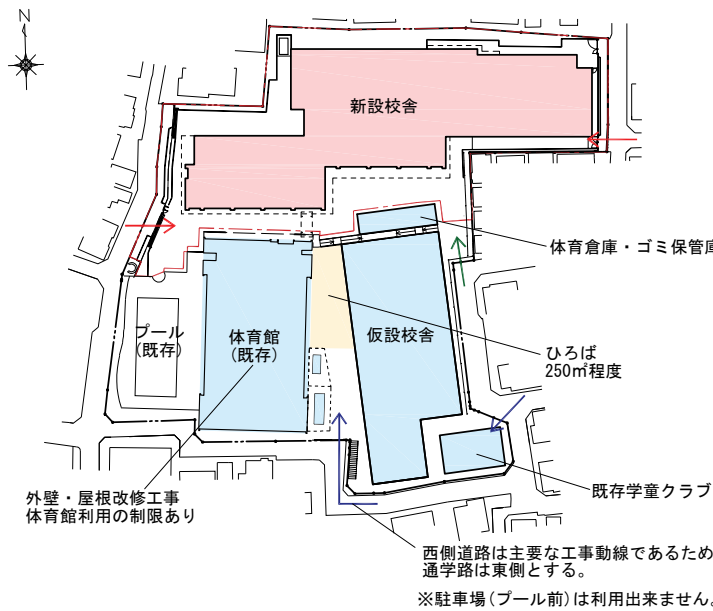 N
新設校舎
体育倉庫・ゴミ保管庫
プール
(既存)
体育館
(既存)
仮設校舎
ひろば
250㎡程度
外壁・屋根改修工事
体育館利用の制限あり
既存学童クラブ
西側道路は主要な工事動線であるため
通学路は東側とする。
※駐車場(プール前)は利用出来ません。